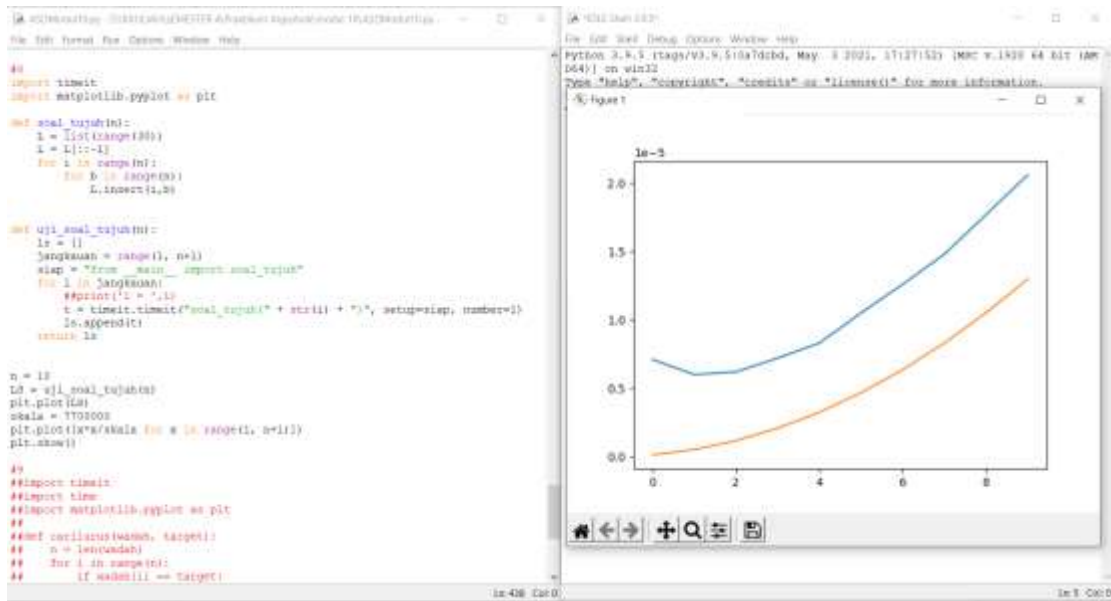 File Edit Format Run Options Window Help
import timeit
import matplotlib.pyplot as plt
def soal_tujuh(n):
L = list(range(30))
L = L[::-1]
for i in range(n):
for b in range(n):
L.insert(i,b)
def uji_soal_tujuh(n):
ls = []
jangkauan = range(1, n+1)
siap = "from __main__ import soal_tujuh"
for i in jangkauan:
##print('i = ',i)
t = timeit.timeit("soal_tujuh(" + str(i) + ")", setup=siap, number=1)
ls.append(t)
return ls
n = 10
LS = uji_soal_tujuh(n)
plt.plot(LS)
skala = 7700000
plt.plot([x*x/skala for x in range(1, n+1)])
plt.show()
#9
##import timeit
##import time
##import matplotlib.pyplot as plt
##
##def carilurus(wadah, target):
## n = len(wadah)
## for i in range(n):
## if wadah[i] == target:
Ln: 438 Col: 0
File Edit Shell Debug Options Window Help
Python 3.9.5 (tags/v3.9.5:0a7dcbd, May 3 2021, 17:27:52) [MSC v.1928 64 bit (AM
D64)] on win32
Type "help", "copyright", "credits" or "license()" for more information.
Figure 1
1e-5
2.0
1.5
1.0
0.5
0.0
0 2 4 6 8
Ln: 5 Col: 0